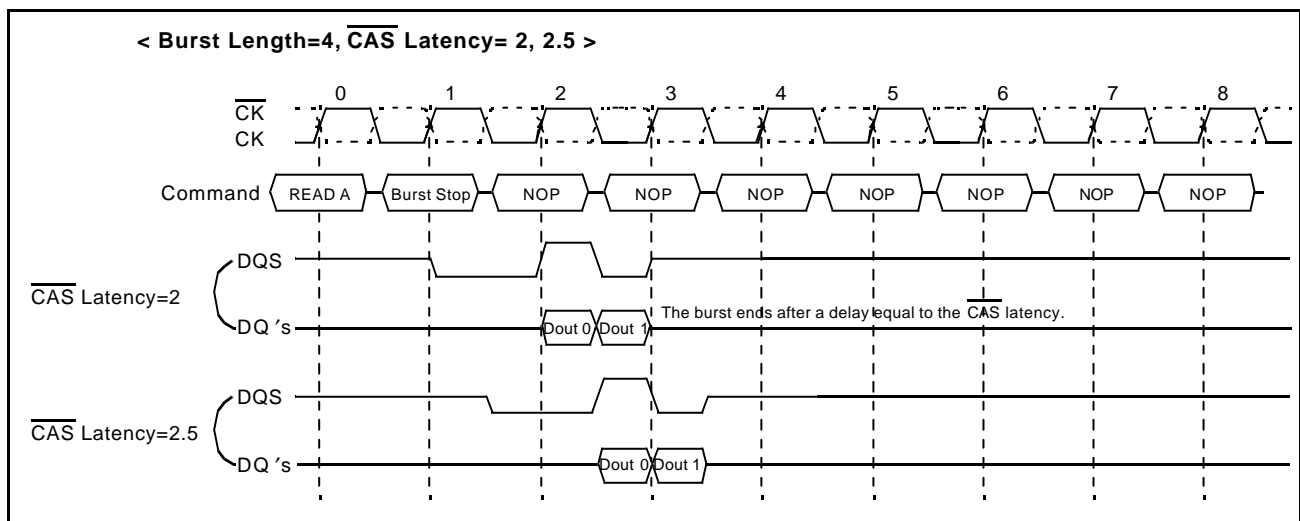 < Burst Length=4, CAS Latency= 2, 2.5 >
0 1 2 3 4 5 6 7 8
CK
CK
Command READ A Burst Stop NOP NOP NOP NOP NOP NOP NOP
DQS
CAS Latency=2
The burst ends after a delay equal to the CAS latency.
DQ 's Dout 0 Dout 1
DQS
CAS Latency=2.5
DQ 's Dout 0 Dout 1